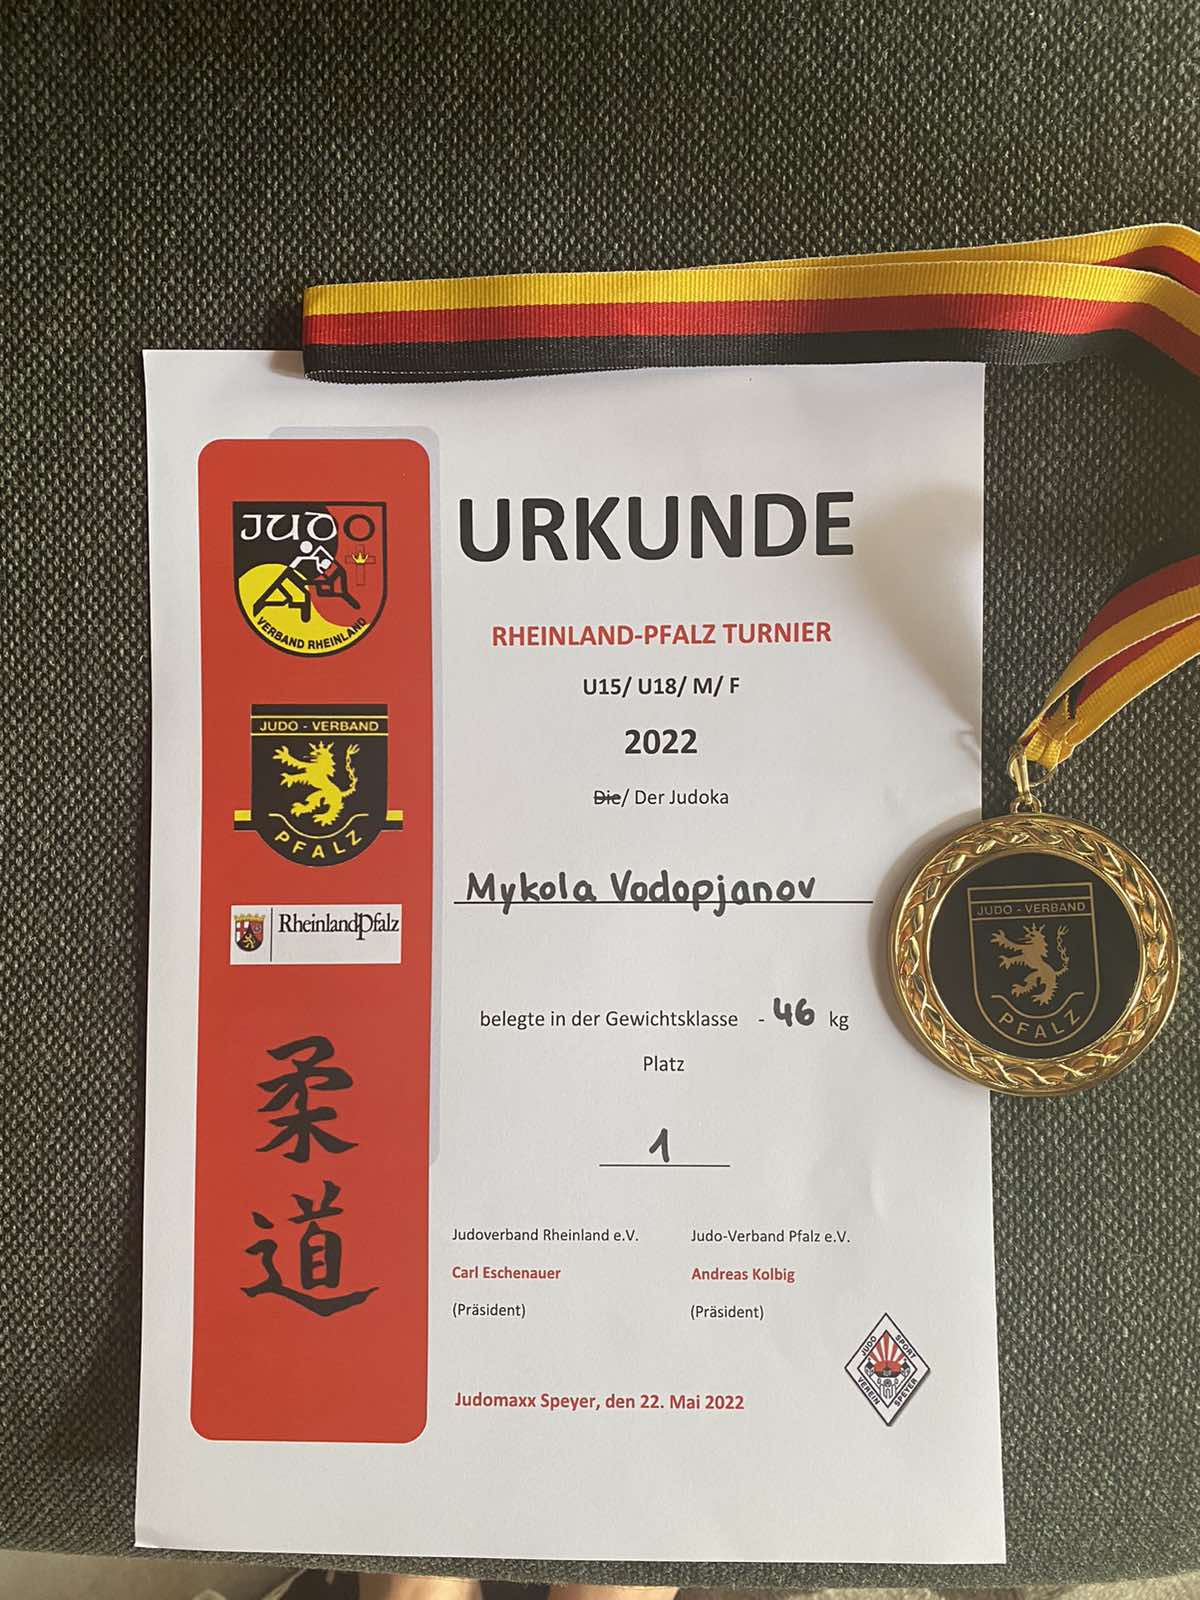 JUDO
VERBAND RHEINLAND
JUDO - VERBAND
PFALZ
RheinlandPfalz
柔
道
URKUNDE
RHEINLAND-PFALZ TURNIER
U15/ U18/ M/ F
2022
Die/ Der Judoka
Mykola Vodopjanov
belegte in der Gewichtsklasse - 46 kg
Platz
1
Judoverband Rheinland e.V. Judo-Verband Pfalz e.V.
Carl Eschenauer Andreas Kolbig
(Präsident) (Präsident)
Judomaxx Speyer, den 22. Mai 2022
JUDO SPORT
VEREIN SPEYER
JUDO - VERBAND
PFALZ